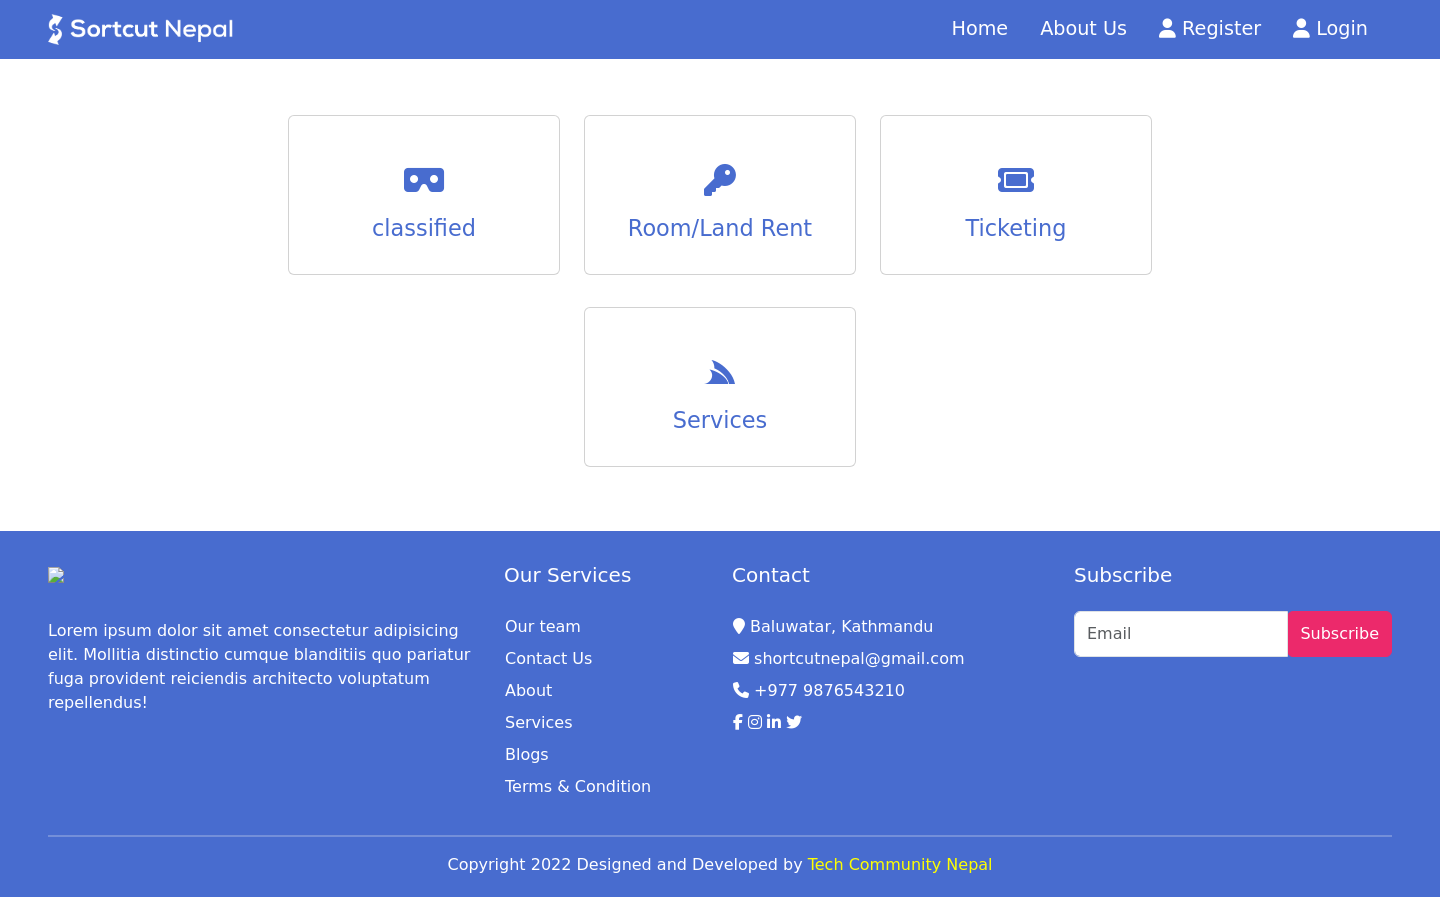 Sortcut Nepal
Home
About Us
Register
Login
classified
Room/Land Rent
Ticketing
Services
Lorem ipsum dolor sit amet consectetur adipisicing
elit. Mollitia distinctio cumque blanditiis quo pariatur
fuga provident reiciendis architecto voluptatum
repellendus!
Our Services
Our team
Contact Us
About
Services
Blogs
Terms & Condition
Contact
Baluwatar, Kathmandu
shortcutnepal@gmail.com
+977 9876543210
Subscribe
Email
Subscribe
Copyright 2022 Designed and Developed by Tech Community Nepal